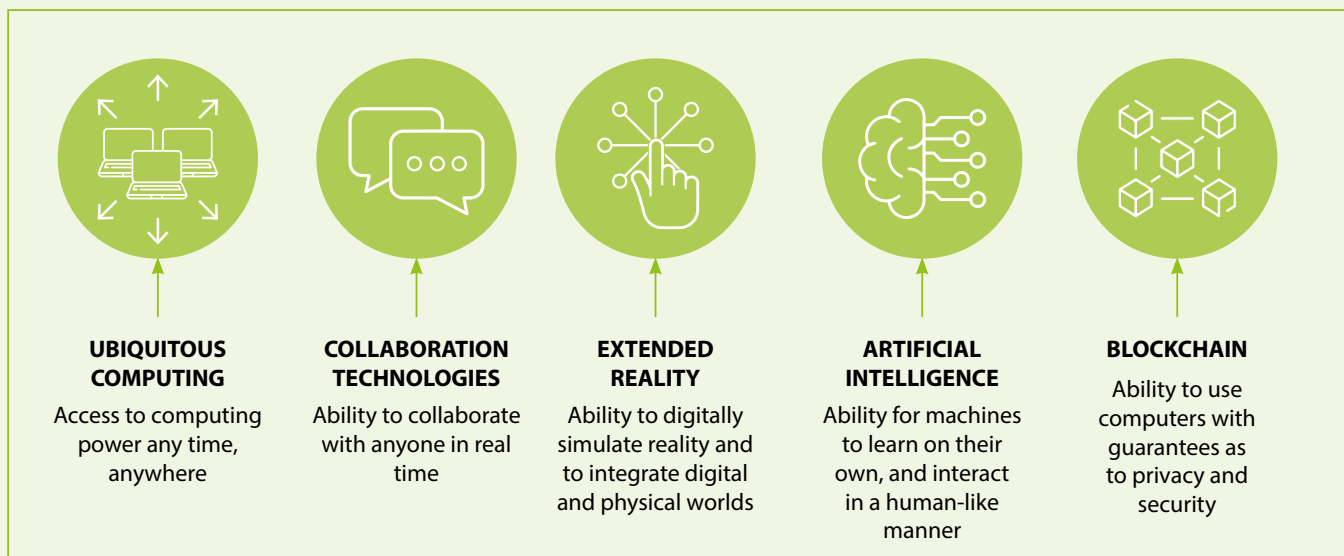 UBIQUITOUS
COMPUTING
Access to computing
power any time,
anywhere
COLLABORATION
TECHNOLOGIES
Ability to collaborate
with anyone in real
time
EXTENDED
REALITY
Ability to digitally
simulate reality and
to integrate digital
and physical worlds
ARTIFICIAL
INTELLIGENCE
Ability for machines
to learn on their
own, and interact
in a human-like
manner
BLOCKCHAIN
Ability to use
computers with
guarantees as
to privacy and
security